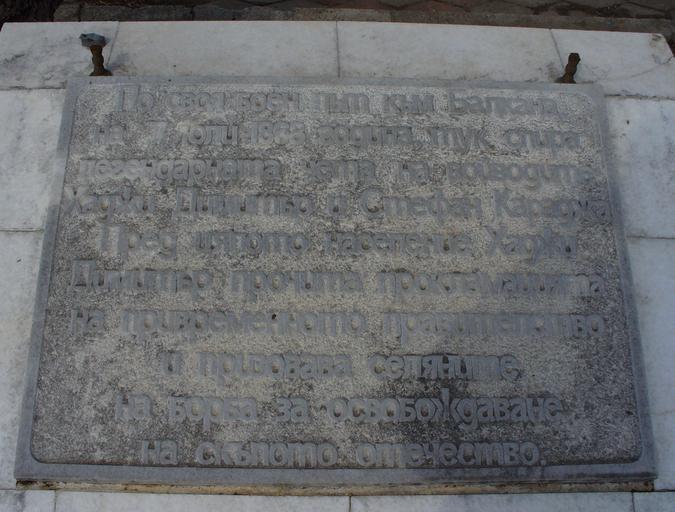 По своя боен път към Балкана,
на 7 юли 1868 година, тук спира
легендарната чета на войводите
Хаджи Димитър и Стефан Караджа.
Пред цялото население, Хаджи
Димитър прочита прокламацията
на привременното правителство
и призовава селяните
на борба за освобождаване
на скъпото отечество.